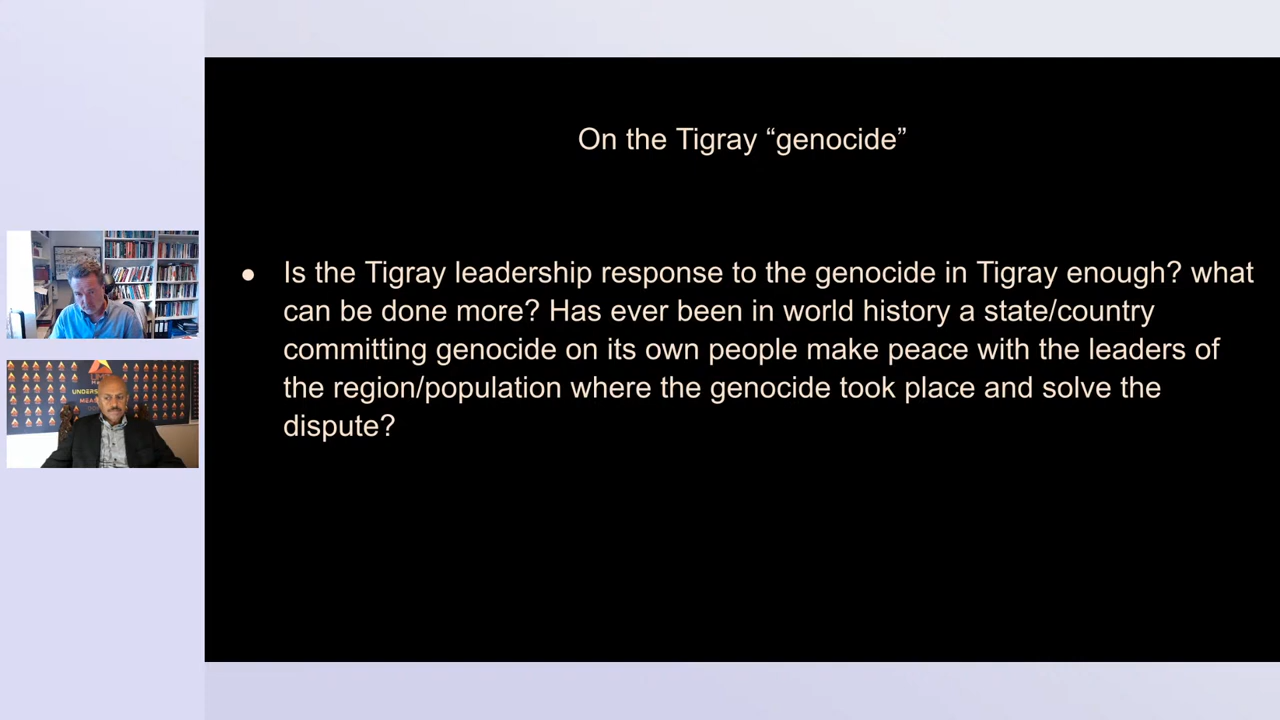 On the Tigray “genocide”
● Is the Tigray leadership response to the genocide in Tigray enough? what
can be done more? Has ever been in world history a state/country
committing genocide on its own people make peace with the leaders of
the region/population where the genocide took place and solve the
dispute?